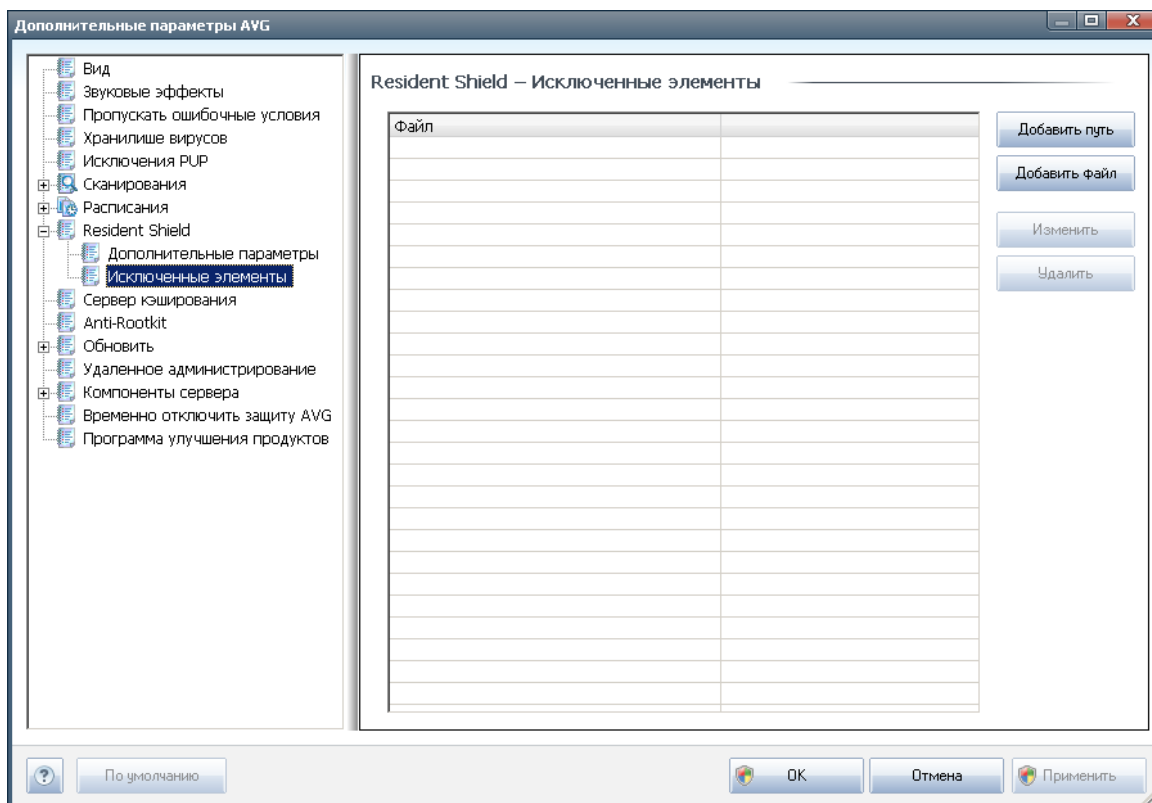 Дополнительные параметры AVG
Вид
Звуковые эффекты
Пропускать ошибочные условия
Хранилише вирусов
Исключения PUP
Сканирования
Расписания
Resident Shield
Дополнительные параметры
Исключенные элементы
Сервер кэширования
Anti-Rootkit
Обновить
Удаленное администрирование
Компоненты сервера
Временно отключить защиту AVG
Программа улучшения продуктов
Resident Shield – Исключенные элементы
Файл
Добавить путь
Добавить файл
Изменить
Удалить
По умолчанию
OK
Отмена
Применить